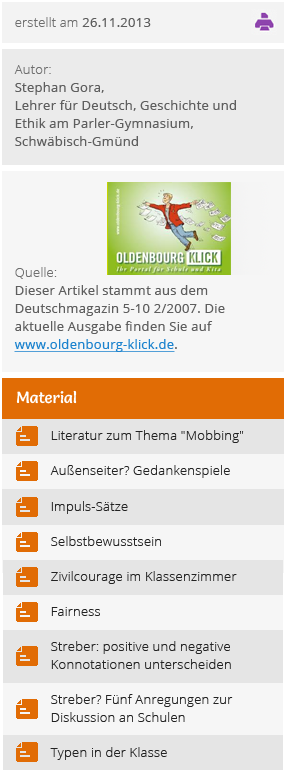 erstellt am 26.11.2013
Autor:
Stephan Gora,
Lehrer für Deutsch, Geschichte und
Ethik am Parler-Gymnasium,
Schwäbisch-Gmünd
www.oldenbourg-klick.de
OLDENBOURG KLICK
Ihr Portal für Schule und Kita
Quelle:
Dieser Artikel stammt aus dem
Deutschmagazin 5-10 2/2007. Die
aktuelle Ausgabe finden Sie auf
www.oldenbourg-klick.de.
Material
Literatur zum Thema "Mobbing"
Außenseiter? Gedankenspiele
Impuls-Sätze
Selbstbewusstsein
Zivilcourage im Klassenzimmer
Fairness
Streber: positive und negative
Konnotationen unterscheiden
Streber? Fünf Anregungen zur
Diskussion an Schulen
Typen in der Klasse